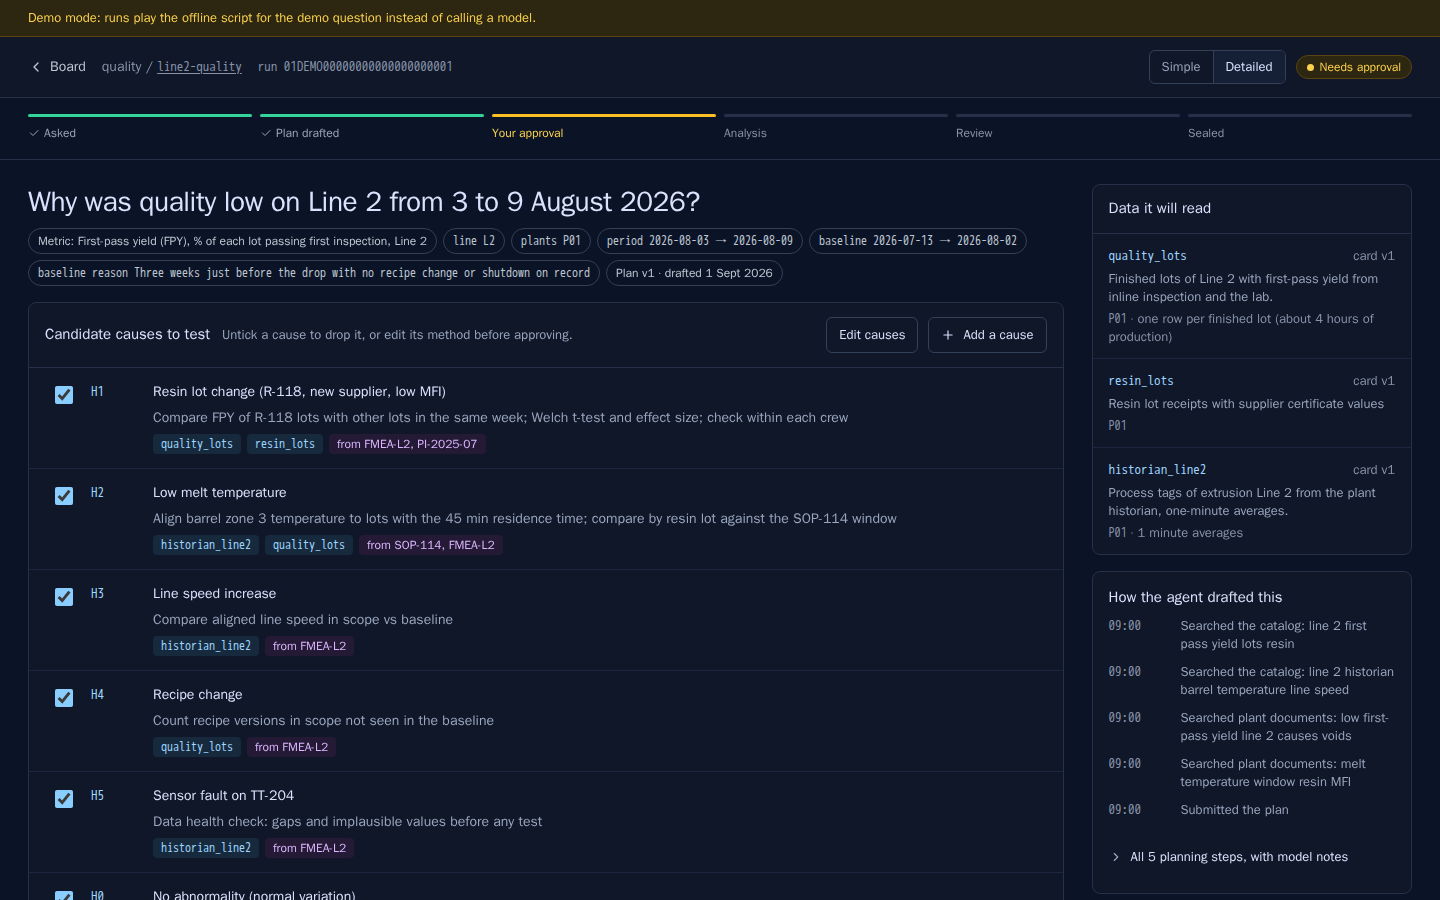 Demo mode: runs play the offline script for the demo question instead of calling a model.
Board quality / line2-quality run 01DEMO00000000000000000001
Simple Detailed Needs approval
Asked Plan drafted Your approval Analysis Review Sealed
Why was quality low on Line 2 from 3 to 9 August 2026?
Metric: First-pass yield (FPY), % of each lot passing first inspection, Line 2 line L2 plants P01 period 2026-08-03 → 2026-08-09 baseline 2026-07-13 → 2026-08-02
baseline reason Three weeks just before the drop with no recipe change or shutdown on record Plan v1 · drafted 1 Sept 2026
Candidate causes to test Untick a cause to drop it, or edit its method before approving. Edit causes + Add a cause
H1 Resin lot change (R-118, new supplier, low MFI)
Compare FPY of R-118 lots with other lots in the same week; Welch t-test and effect size; check within each crew
quality_lots resin_lots from FMEA-L2, PI-2025-07
H2 Low melt temperature
Align barrel zone 3 temperature to lots with the 45 min residence time; compare by resin lot against the SOP-114 window
historian_line2 quality_lots from SOP-114, FMEA-L2
H3 Line speed increase
Compare aligned line speed in scope vs baseline
historian_line2 from FMEA-L2
H4 Recipe change
Count recipe versions in scope not seen in the baseline
quality_lots from FMEA-L2
H5 Sensor fault on TT-204
Data health check: gaps and implausible values before any test
historian_line2 from FMEA-L2
H0 No abnormality (normal variation)
Data it will read
quality_lots card v1
Finished lots of Line 2 with first-pass yield from
inline inspection and the lab.
P01 · one row per finished lot (about 4 hours of
production)
resin_lots card v1
Resin lot receipts with supplier certificate values
P01
historian_line2 card v1
Process tags of extrusion Line 2 from the plant
historian, one-minute averages.
P01 · 1 minute averages
How the agent drafted this
09:00 Searched the catalog: line 2 first
pass yield lots resin
09:00 Searched the catalog: line 2 historian
barrel temperature line speed
09:00 Searched plant documents: low first-
pass yield line 2 causes voids
09:00 Searched plant documents: melt
temperature window resin MFI
09:00 Submitted the plan
All 5 planning steps, with model notes